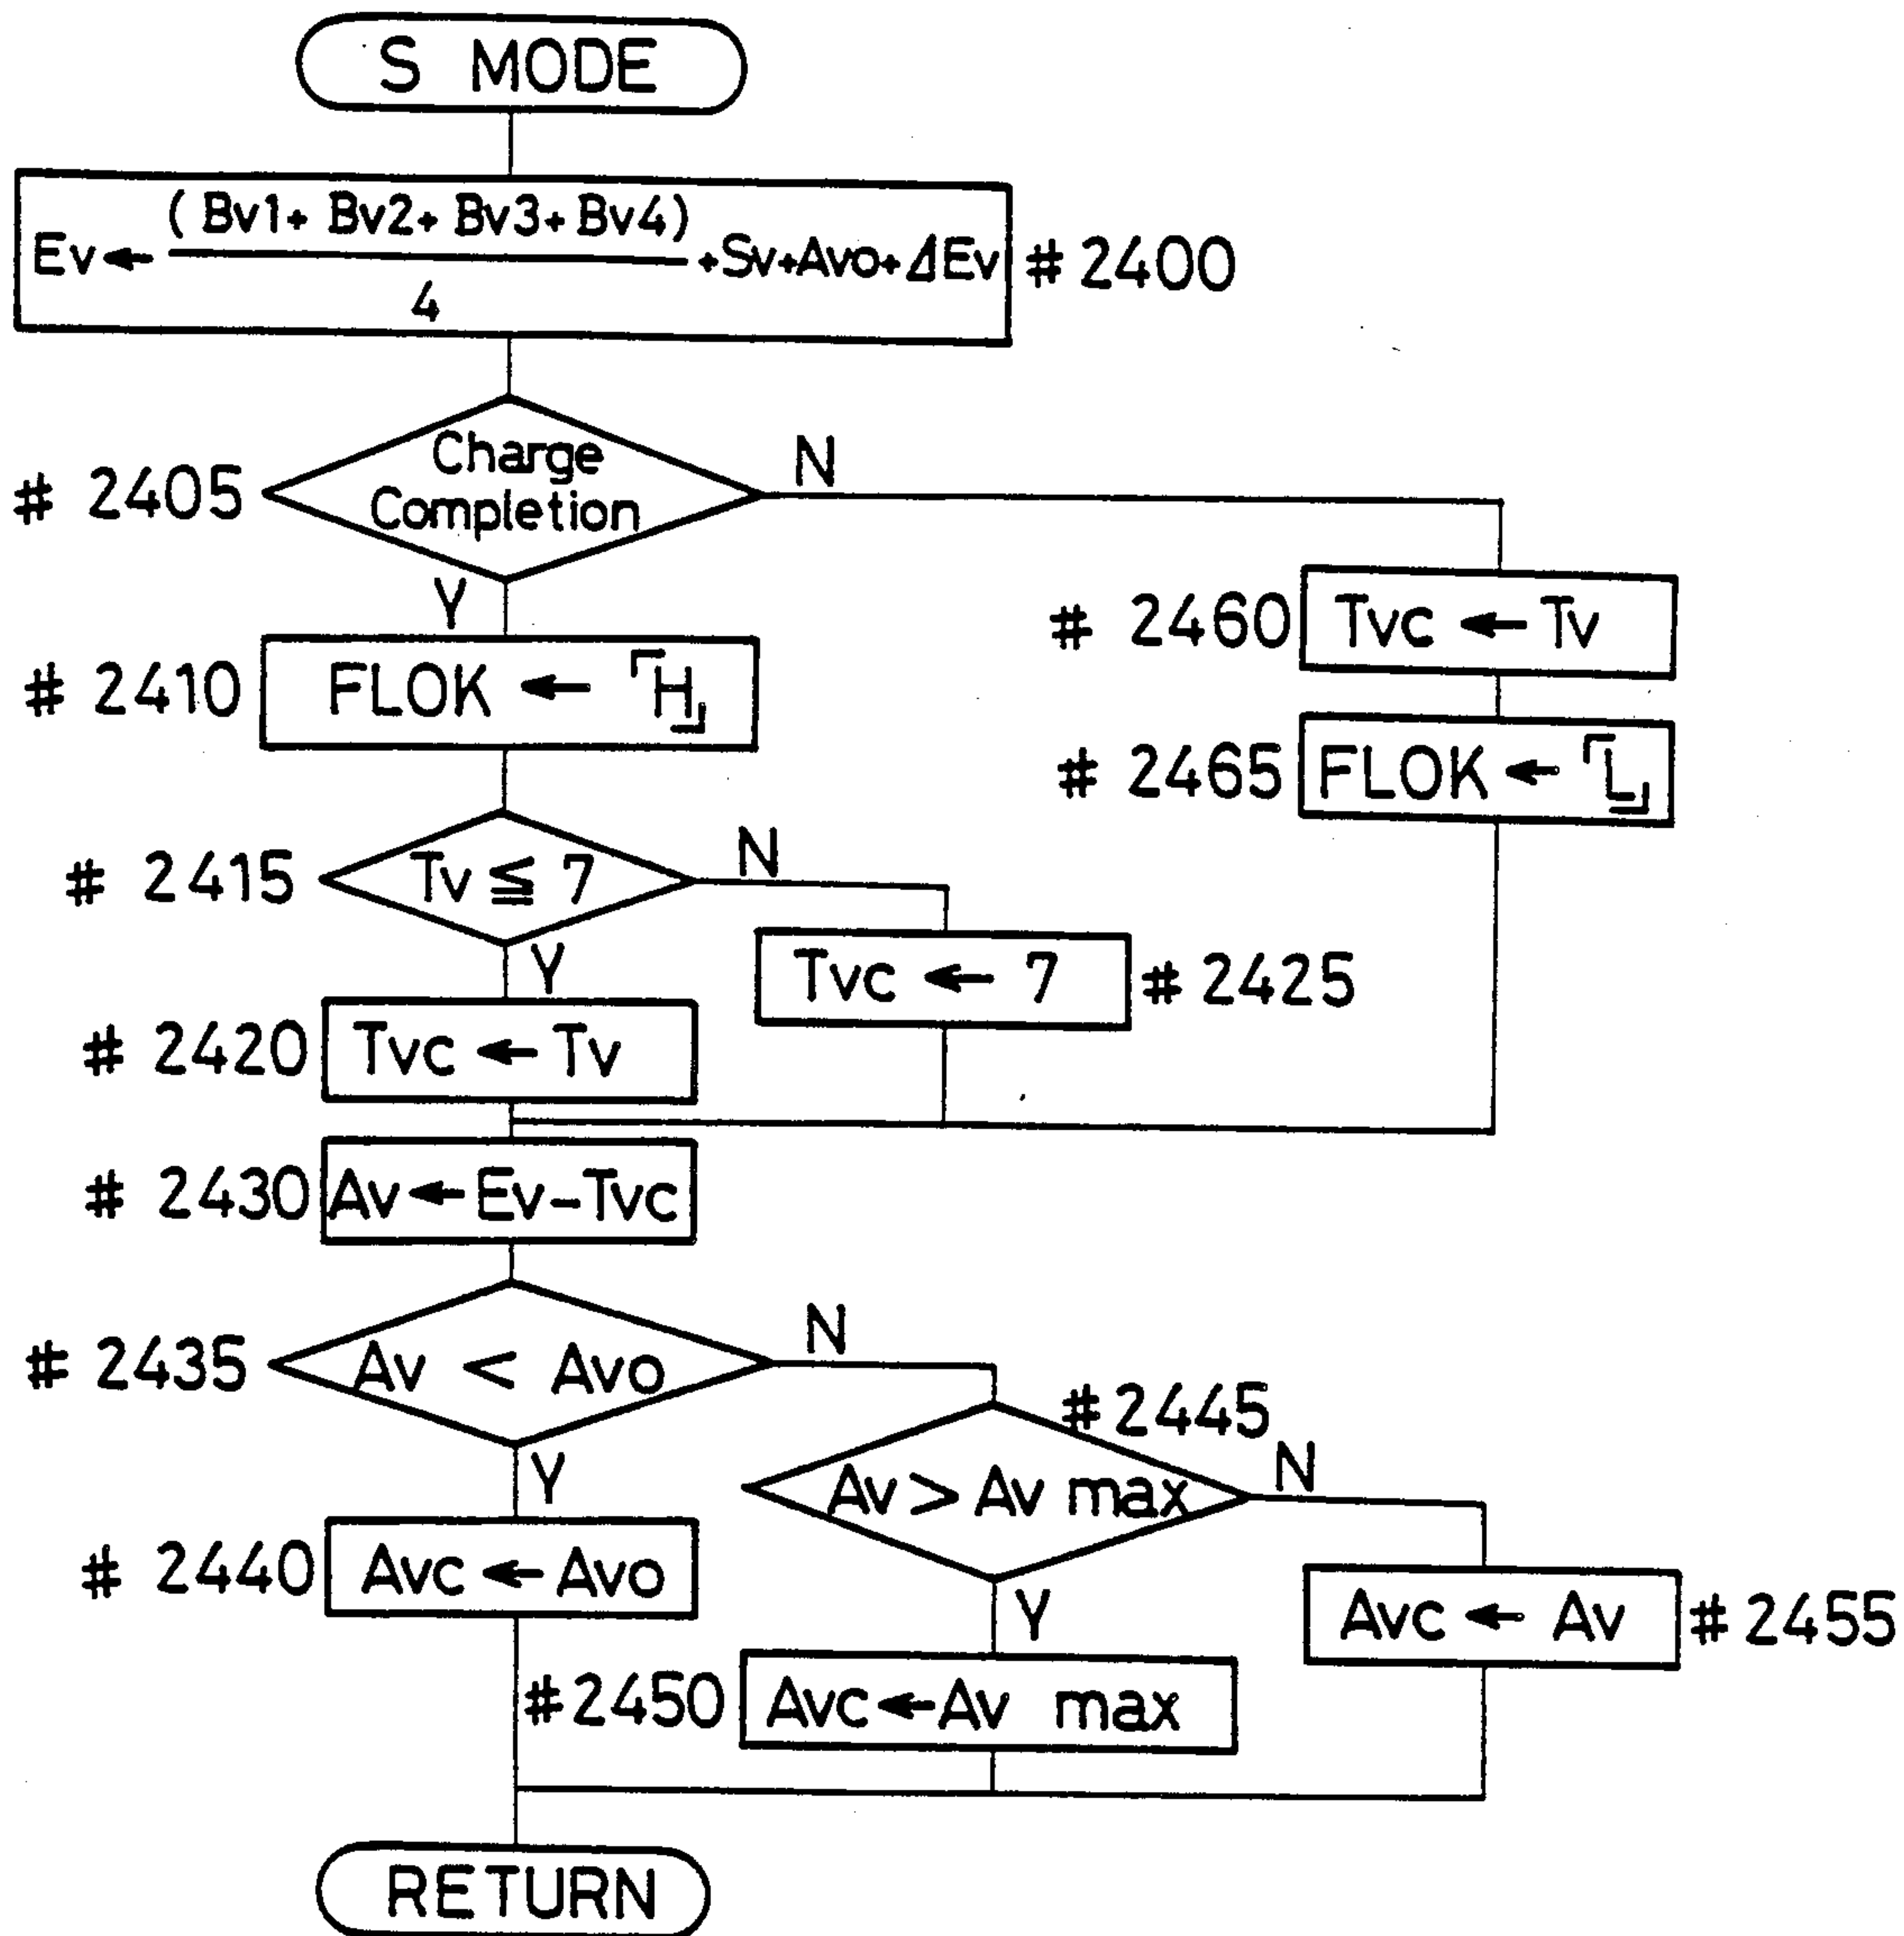 S MODE
Ev ← (Bv1+ Bv2+ Bv3+ Bv4) / 4 +Sv+Avo+ΔEv # 2400
# 2405 Charge Completion
N
Y
# 2460 Tvc ← Tv
# 2410 FLOK ← 「H」
# 2465 FLOK ← 「L」
# 2415 Tv ≦ 7
N
Y
Tvc ← 7 # 2425
# 2420 Tvc ← Tv
# 2430 Av ← Ev-Tvc
# 2435 Av < Avo
N
Y
#2445
Av > Av max
N
Y
# 2440 Avc ← Avo
Avc ← Av # 2455
#2450 Avc ← Av max
RETURN